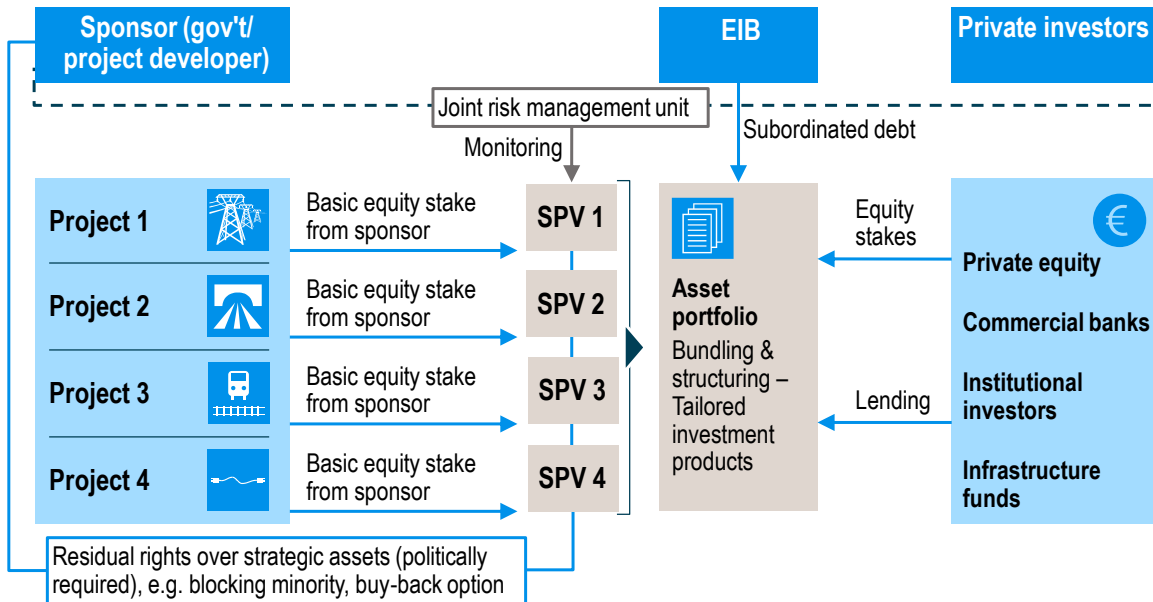 Sponsor (gov't/
project developer)
EIB
Private investors
Joint risk management unit
Monitoring
Subordinated debt
Project 1
Basic equity stake
from sponsor
SPV 1
Project 2
Basic equity stake
from sponsor
SPV 2
Project 3
Basic equity stake
from sponsor
SPV 3
Project 4
Basic equity stake
from sponsor
SPV 4
Asset
portfolio
Bundling &
structuring –
Tailored
investment
products
Equity
stakes
Lending
€
Private equity
Commercial banks
Institutional
investors
Infrastructure
funds
Residual rights over strategic assets (politically
required), e.g. blocking minority, buy-back option